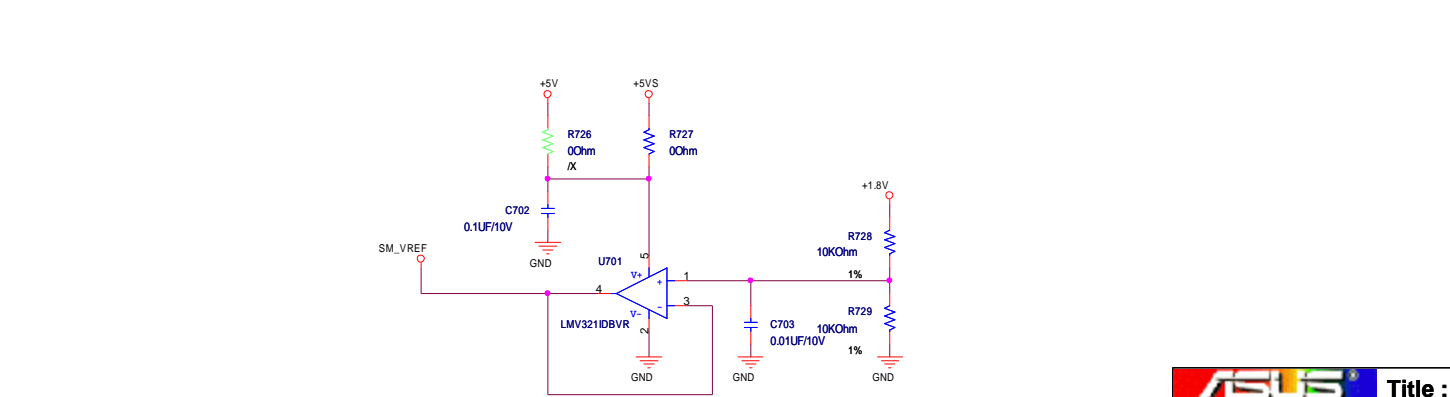 +5V
+5VS
R726
0Ohm
/X
R727
0Ohm
+1.8V
C702
0.1UF/10V
R728
10KOhm
1%
SM_VREF
GND
U701
5
V+
+
1
4
-
3
V-
2
LMV321IDBVR
C703
0.01UF/10V
R729
10KOhm
1%
GND
GND
GND
ASUS
Title :